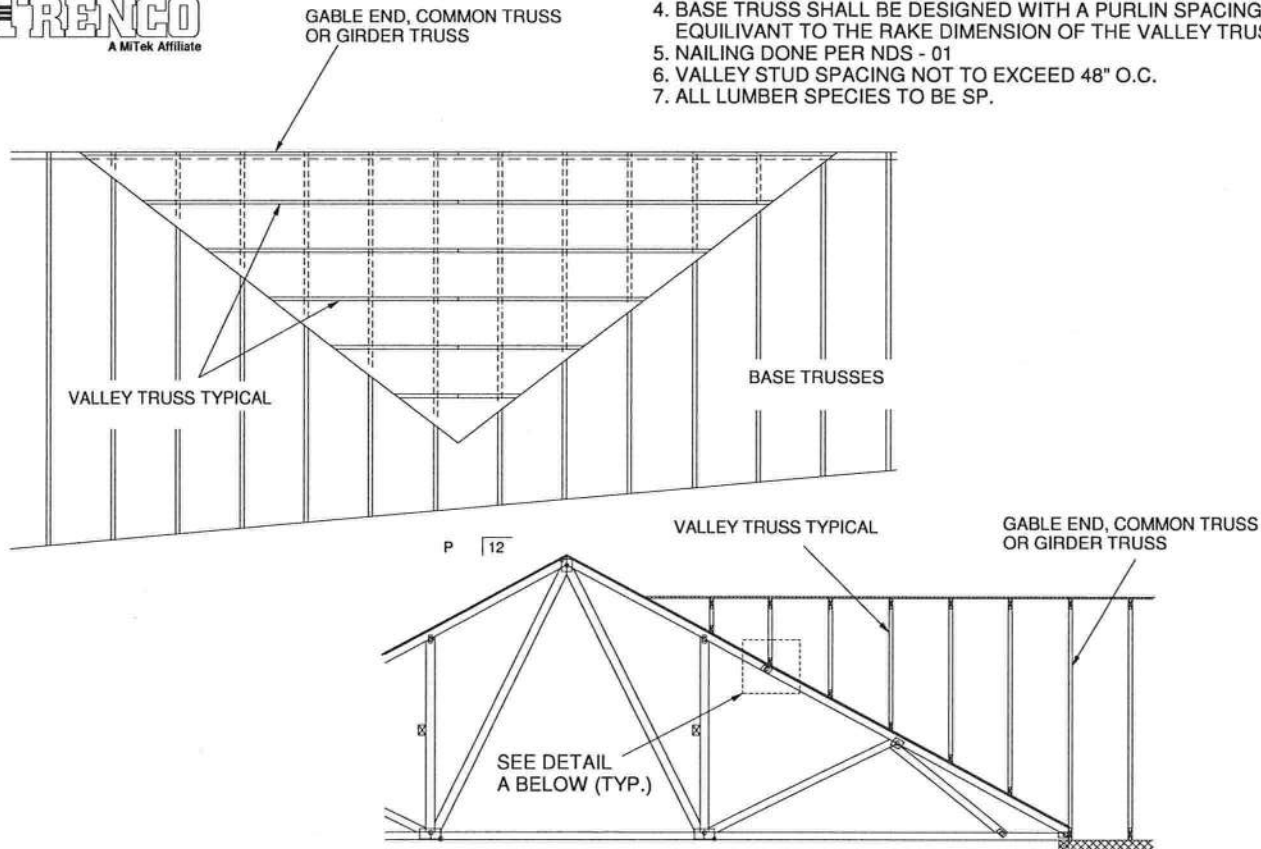 TRENCO
A MiTek Affiliate
GABLE END, COMMON TRUSS
OR GIRDER TRUSS
4. BASE TRUSS SHALL BE DESIGNED WITH A PURLIN SPACING
EQUILIVANT TO THE RAKE DIMENSION OF THE VALLEY
5. NAILING DONE PER NDS - 01
6. VALLEY STUD SPACING NOT TO EXCEED 48" O.C.
7. ALL LUMBER SPECIES TO BE SP.
VALLEY TRUSS TYPICAL
BASE TRUSSES
P 12
VALLEY TRUSS TYPICAL
GABLE END, COMMON TRUSS
OR GIRDER TRUSS
SEE DETAIL
A BELOW (TYP.)